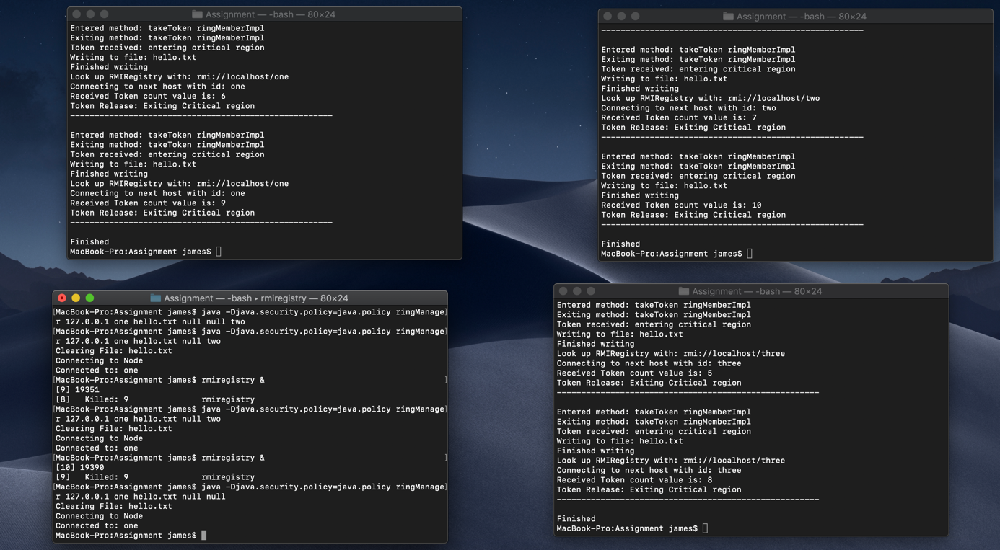 Assignment — -bash — 80×24
Entered method: takeToken ringMemberImpl
Exiting method: takeToken ringMemberImpl
Token received: entering critical region
Writing to file: hello.txt
Finished writing
Look up RMIRegistry with: rmi://localhost/one
Connecting to next host with id: one
Received Token count value is: 6
Token Release: Exiting Critical region
------------------------------------------------------
Entered method: takeToken ringMemberImpl
Exiting method: takeToken ringMemberImpl
Token received: entering critical region
Writing to file: hello.txt
Finished writing
Look up RMIRegistry with: rmi://localhost/one
Connecting to next host with id: one
Received Token count value is: 9
Token Release: Exiting Critical region
------------------------------------------------------
Finished
MacBook-Pro:Assignment james$
Assignment — -bash — 80×24
------------------------------------------------------
Entered method: takeToken ringMemberImpl
Exiting method: takeToken ringMemberImpl
Token received: entering critical region
Writing to file: hello.txt
Finished writing
Look up RMIRegistry with: rmi://localhost/two
Connecting to next host with id: two
Received Token count value is: 7
Token Release: Exiting Critical region
------------------------------------------------------
Entered method: takeToken ringMemberImpl
Exiting method: takeToken ringMemberImpl
Token received: entering critical region
Writing to file: hello.txt
Finished writing
Received Token count value is: 10
Token Release: Exiting Critical region
------------------------------------------------------
Finished
MacBook-Pro:Assignment james$
Assignment — -bash ▸ rmiregistry — 80×24
[MacBook-Pro:Assignment james$ java -Djava.security.policy=java.policy ringManage]
r 127.0.0.1 one hello.txt null null two
[MacBook-Pro:Assignment james$ java -Djava.security.policy=java.policy ringManage]
r 127.0.0.1 one hello.txt null two
Clearing File: hello.txt
Connecting to Node
Connected to: one
[MacBook-Pro:Assignment james$ rmiregistry & ]
[9] 19351
[8]   Killed: 9               rmiregistry
[MacBook-Pro:Assignment james$ java -Djava.security.policy=java.policy ringManage]
r 127.0.0.1 one hello.txt null two
Clearing File: hello.txt
Connecting to Node
Connected to: one
[MacBook-Pro:Assignment james$ rmiregistry & ]
[10] 19390
[9]   Killed: 9               rmiregistry
[MacBook-Pro:Assignment james$ java -Djava.security.policy=java.policy ringManage]
r 127.0.0.1 one hello.txt null null
Clearing File: hello.txt
Connecting to Node
Connected to: one
MacBook-Pro:Assignment james$
Assignment — -bash — 80×24
Entered method: takeToken ringMemberImpl
Exiting method: takeToken ringMemberImpl
Token received: entering critical region
Writing to file: hello.txt
Finished writing
Look up RMIRegistry with: rmi://localhost/three
Connecting to next host with id: three
Received Token count value is: 5
Token Release: Exiting Critical region
------------------------------------------------------
Entered method: takeToken ringMemberImpl
Exiting method: takeToken ringMemberImpl
Token received: entering critical region
Writing to file: hello.txt
Finished writing
Look up RMIRegistry with: rmi://localhost/three
Connecting to next host with id: three
Received Token count value is: 8
Token Release: Exiting Critical region
------------------------------------------------------
Finished
MacBook-Pro:Assignment james$